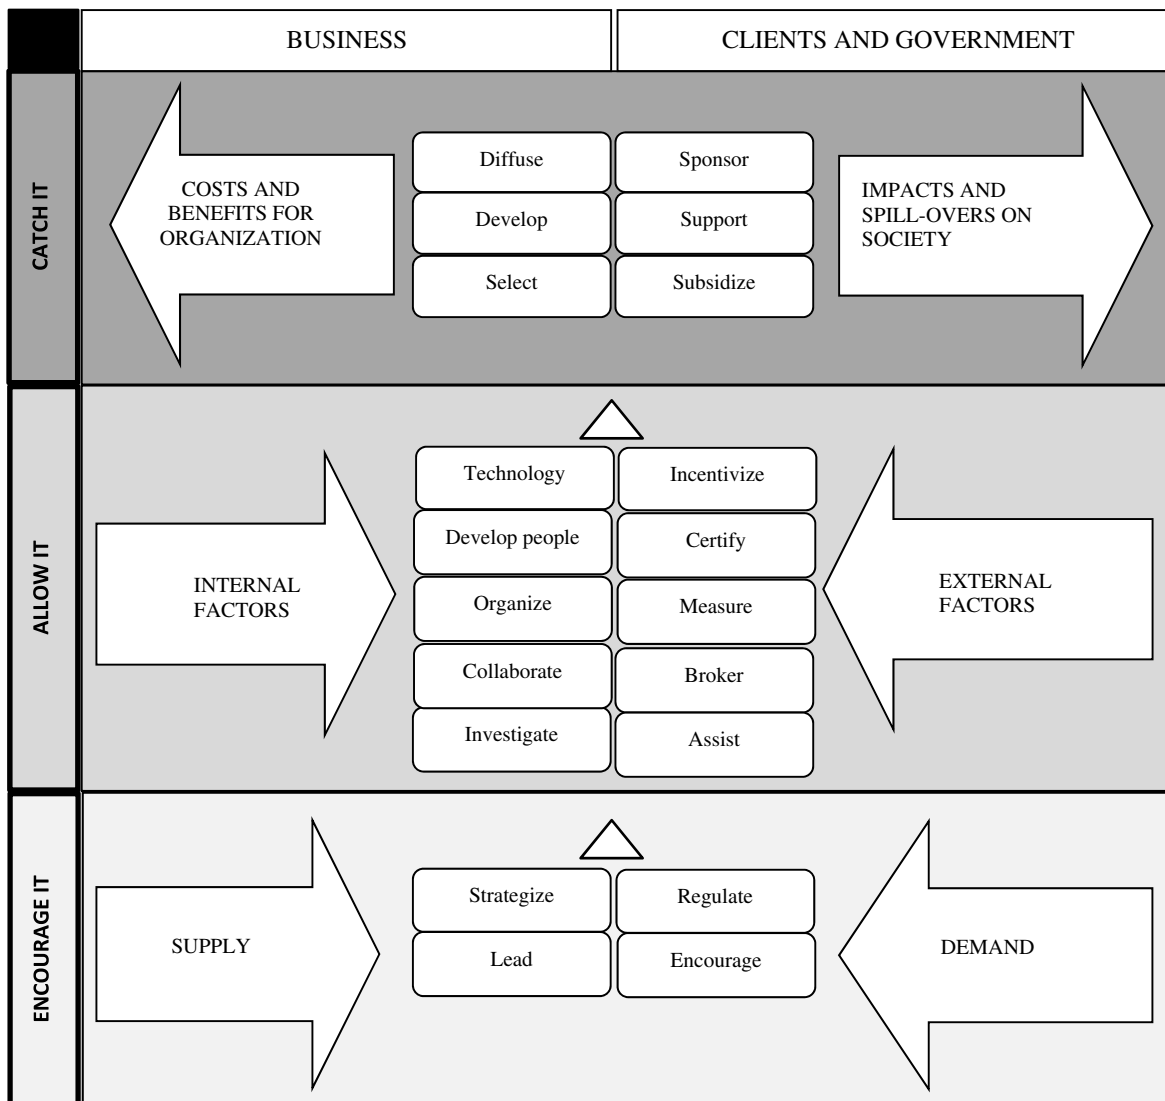 BUSINESS
CLIENTS AND GOVERNMENT
CATCH IT
COSTS AND
BENEFITS FOR
ORGANIZATION
Diffuse
Sponsor
Develop
Support
Select
Subsidize
IMPACTS AND
SPILL-OVERS ON
SOCIETY
ALLOW IT
INTERNAL
FACTORS
Technology
Incentivize
Develop people
Certify
Organize
Measure
Collaborate
Broker
Investigate
Assist
EXTERNAL
FACTORS
ENCOURAGE IT
SUPPLY
Strategize
Regulate
Lead
Encourage
DEMAND